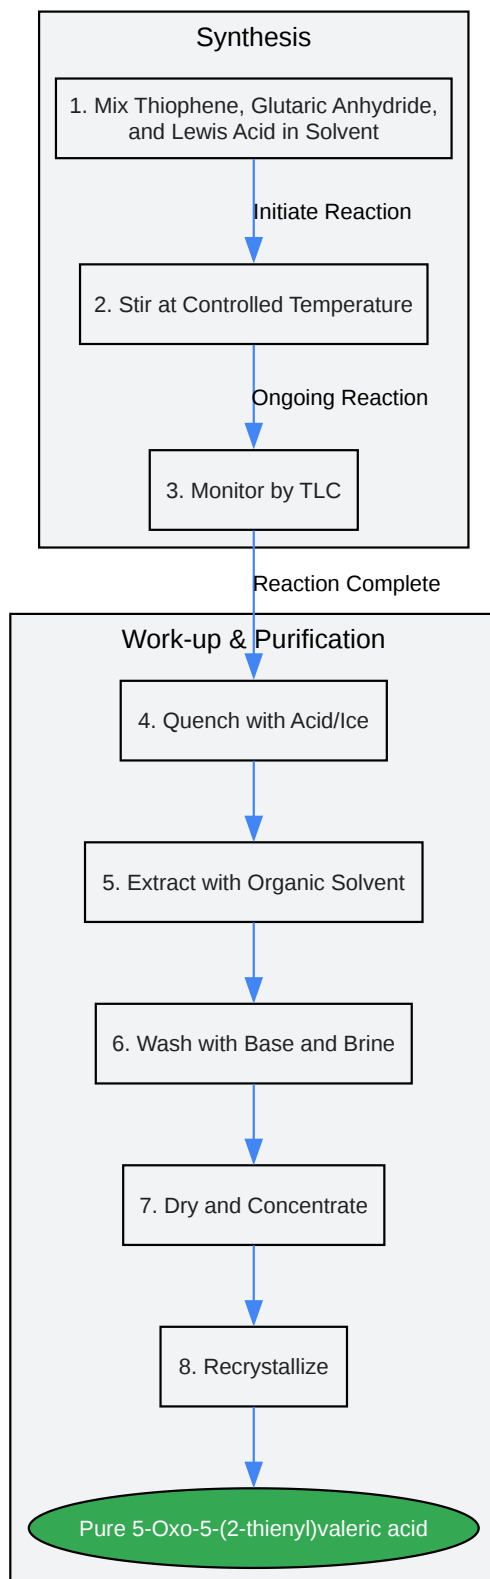 Synthesis
1. Mix Thiophene, Glutaric Anhydride,
and Lewis Acid in Solvent
Initiate Reaction
2. Stir at Controlled Temperature
Ongoing Reaction
3. Monitor by TLC
Reaction Complete
Work-up & Purification
4. Quench with Acid/Ice
5. Extract with Organic Solvent
6. Wash with Base and Brine
7. Dry and Concentrate
8. Recrystallize
Pure 5-Oxo-5-(2-thienyl)valeric acid